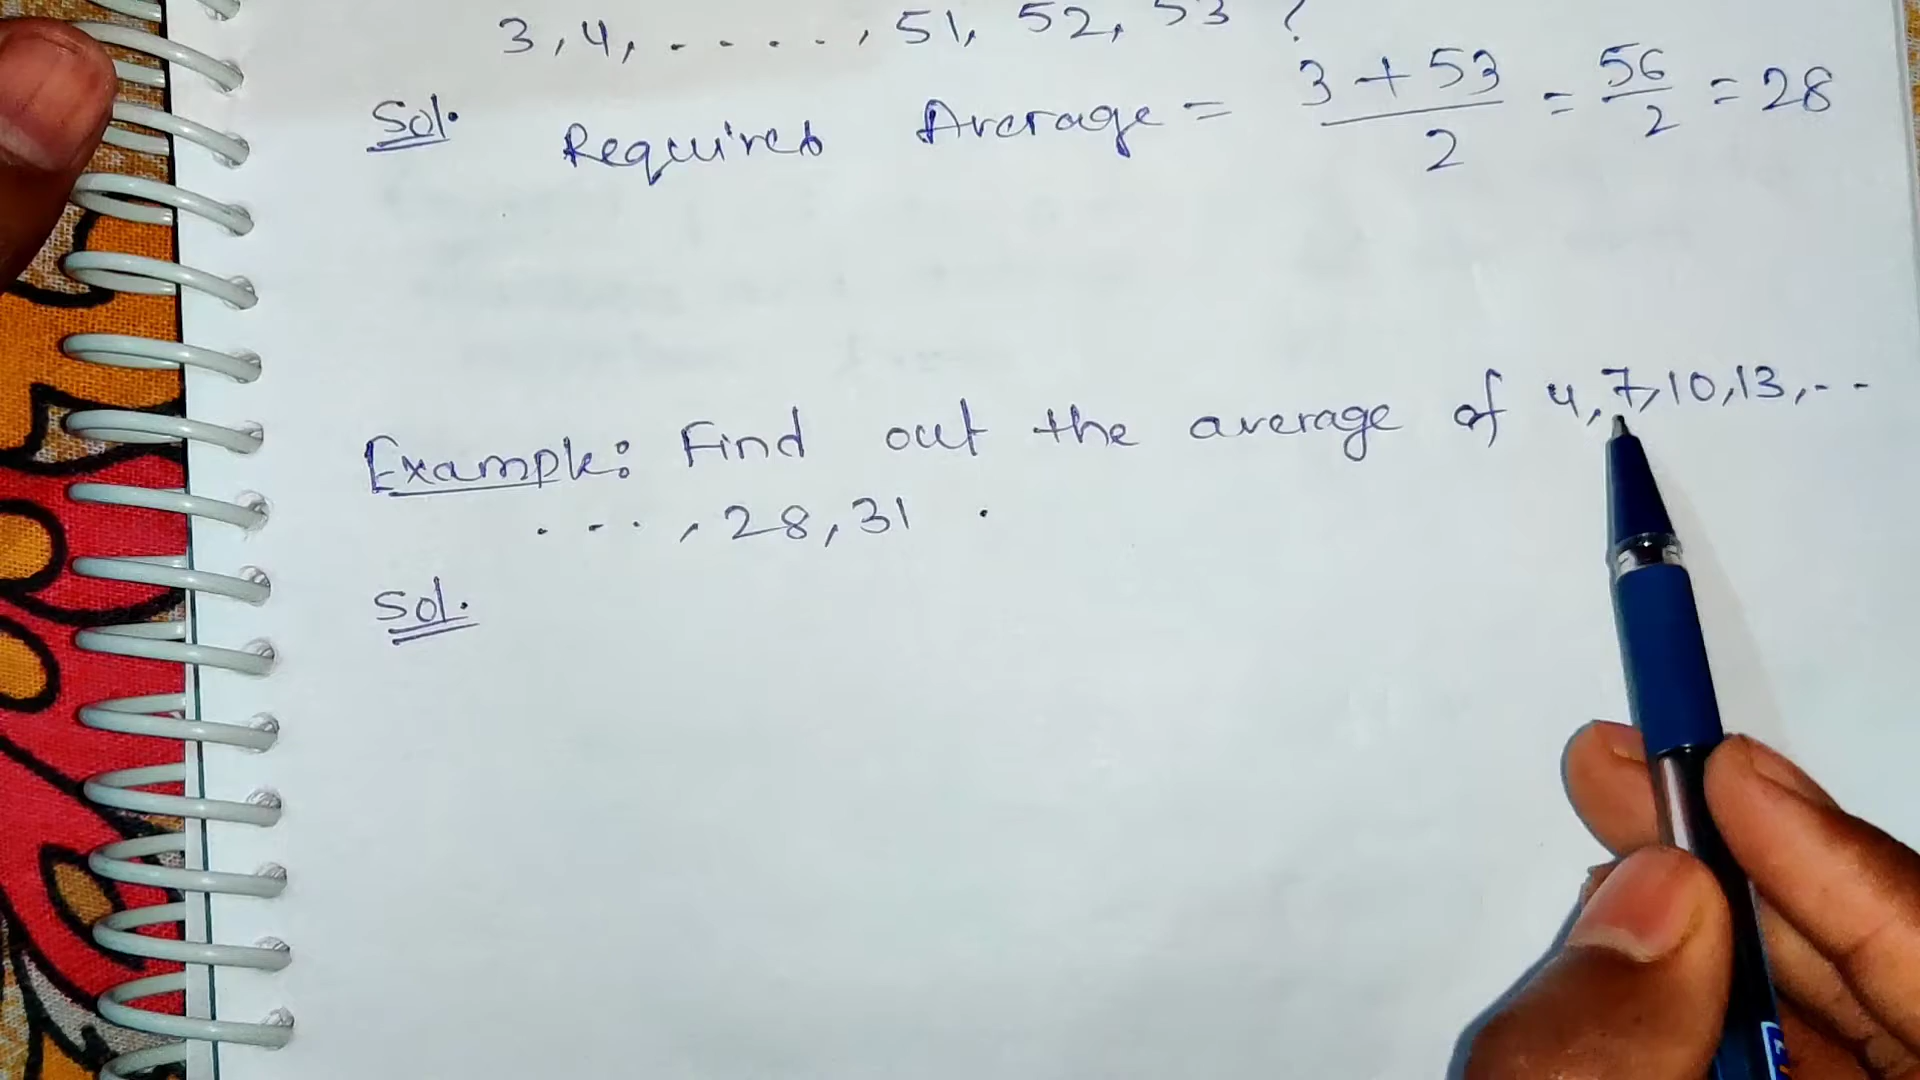 3, 4, . . . . . , 51, 52, 53 ?
Sol. Required Average = 3 + 53 / 2 = 56 / 2 = 28
Example: Find out the average of 4, 7, 10, 13, . . .
. . . , 28, 31 .
Sol.